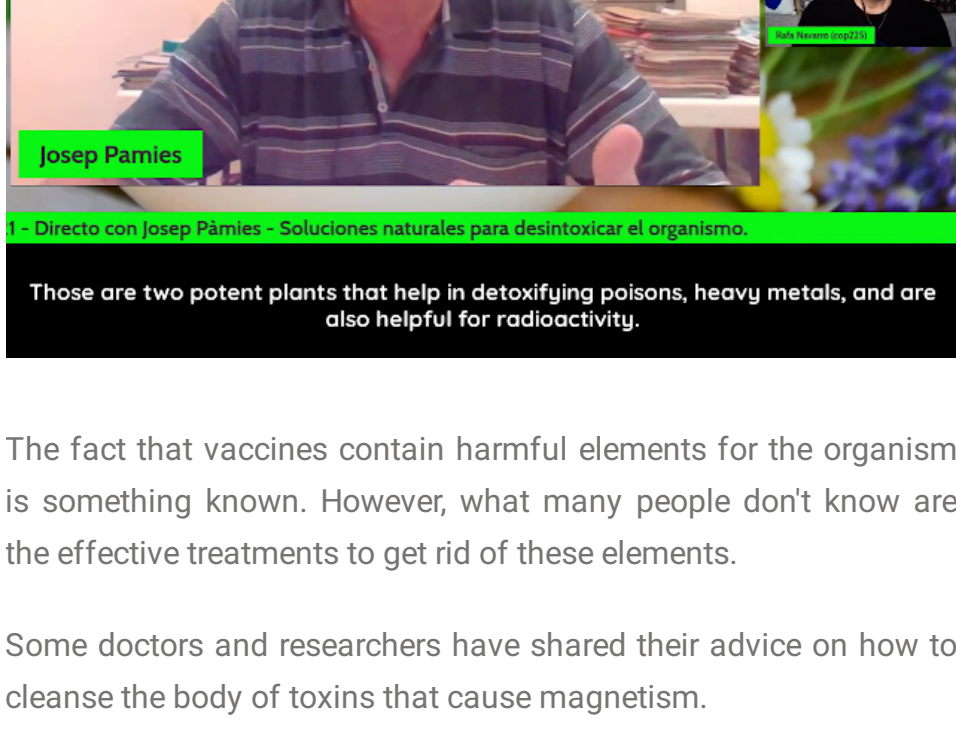 Rafa Navarro (cop225)
Josep Pamies
1 - Directo con Josep Pàmies - Soluciones naturales para desintoxicar el organismo.
Those are two potent plants that help in detoxifying poisons, heavy metals, and are
also helpful for radioactivity.
The fact that vaccines contain harmful elements for the organism
is something known. However, what many people don't know are
the effective treatments to get rid of these elements.
Some doctors and researchers have shared their advice on how to
cleanse the body of toxins that cause magnetism.